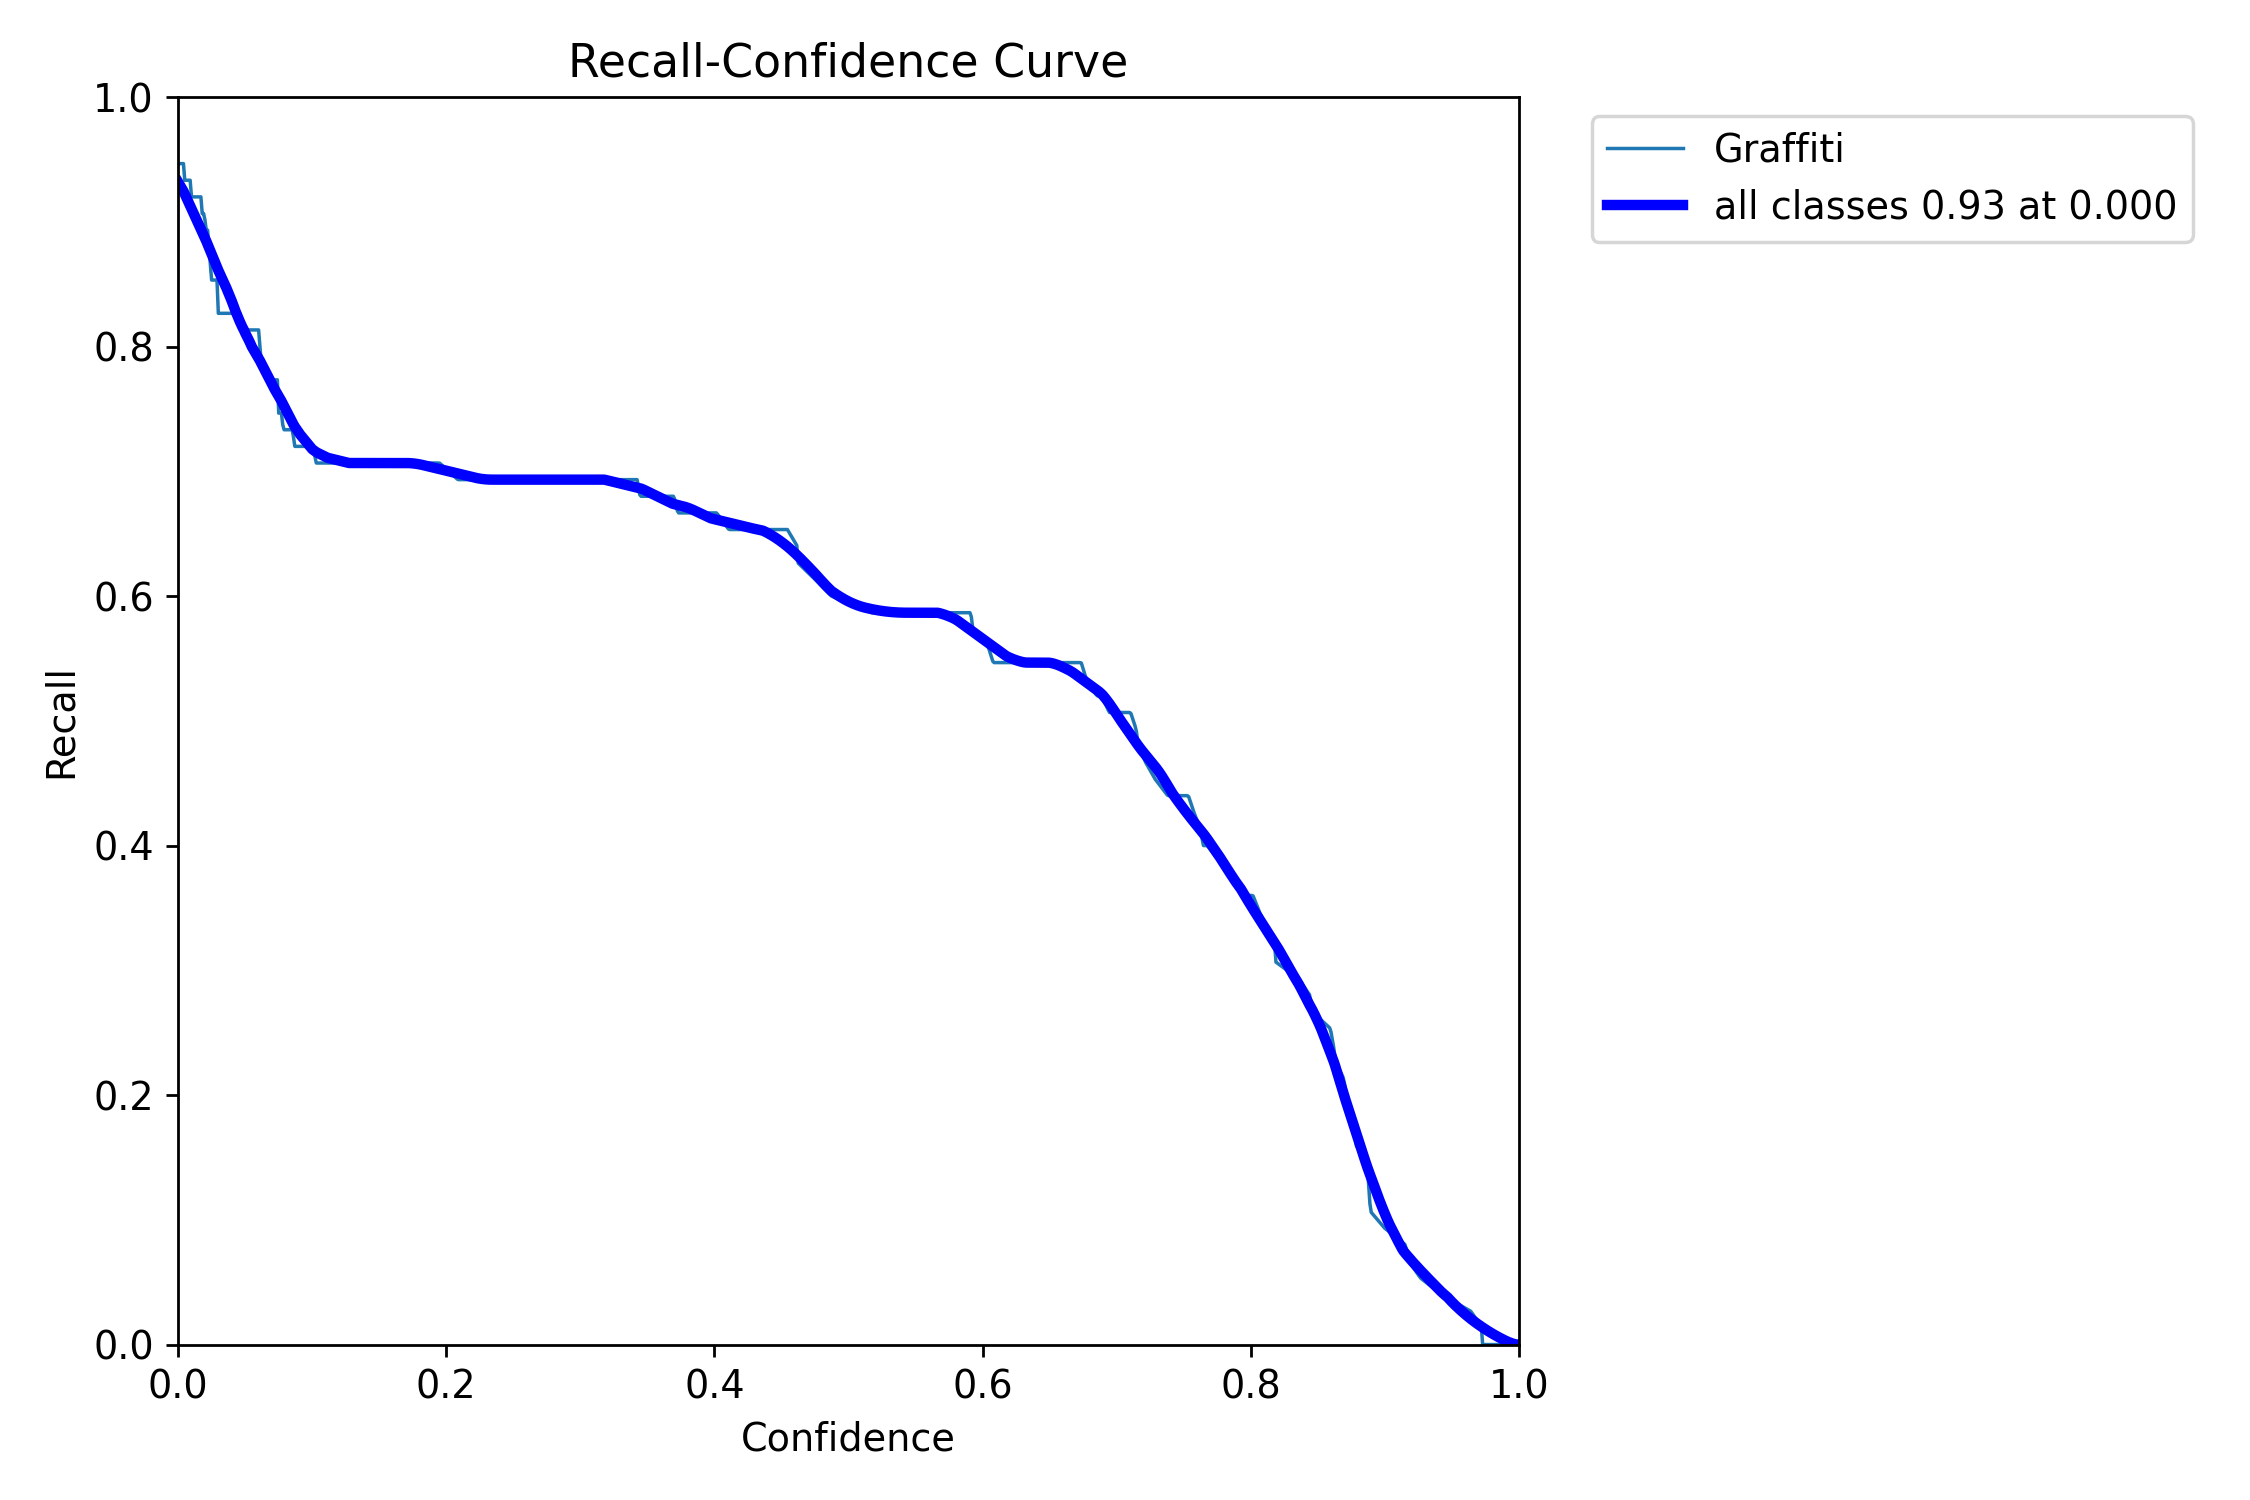 Recall-Confidence Curve
1.0
0.8
0.6
0.4
0.2
0.0
Recall
0.0 0.2 0.4 0.6 0.8 1.0
Confidence
Graffiti
all classes 0.93 at 0.000